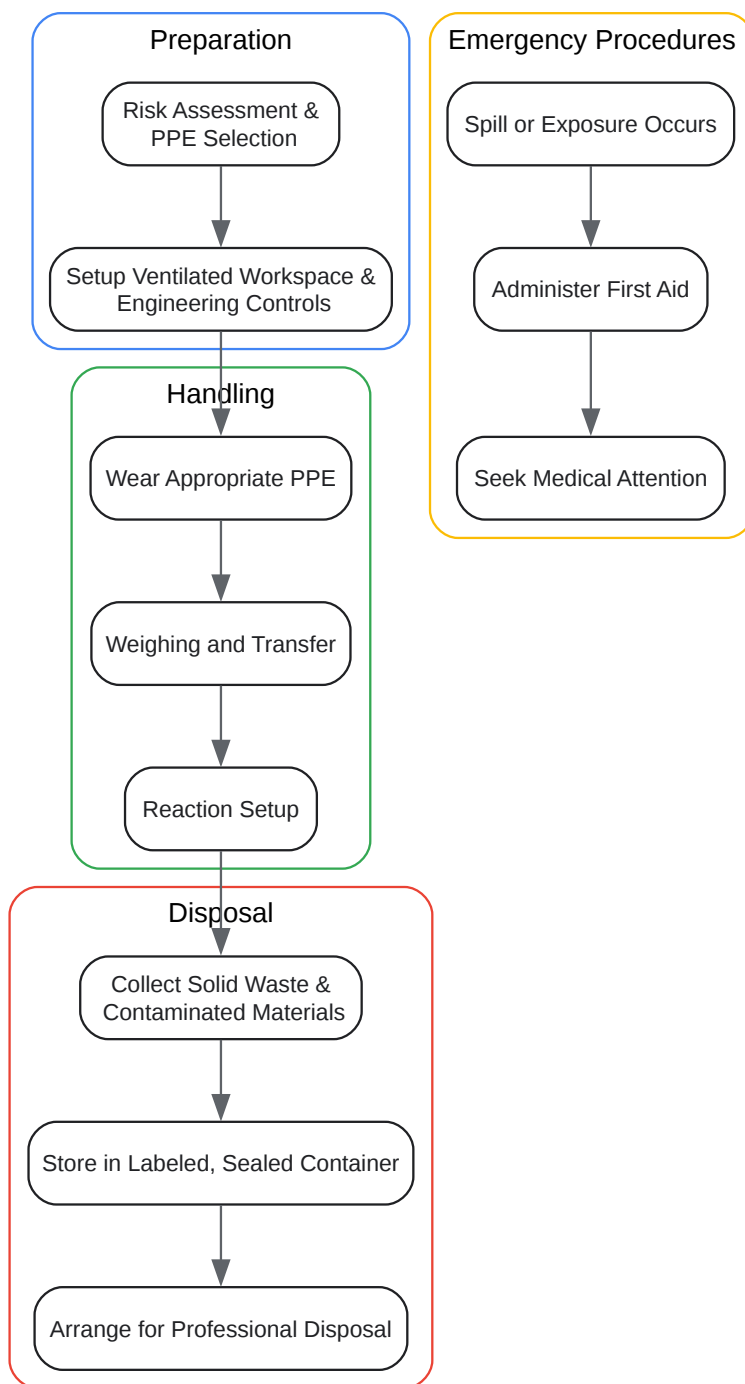 Preparation
Risk Assessment &
PPE Selection
Setup Ventilated Workspace &
Engineering Controls
Handling
Wear Appropriate PPE
Weighing and Transfer
Reaction Setup
Disposal
Collect Solid Waste &
Contaminated Materials
Store in Labeled, Sealed Container
Arrange for Professional Disposal
Emergency Procedures
Spill or Exposure Occurs
Administer First Aid
Seek Medical Attention